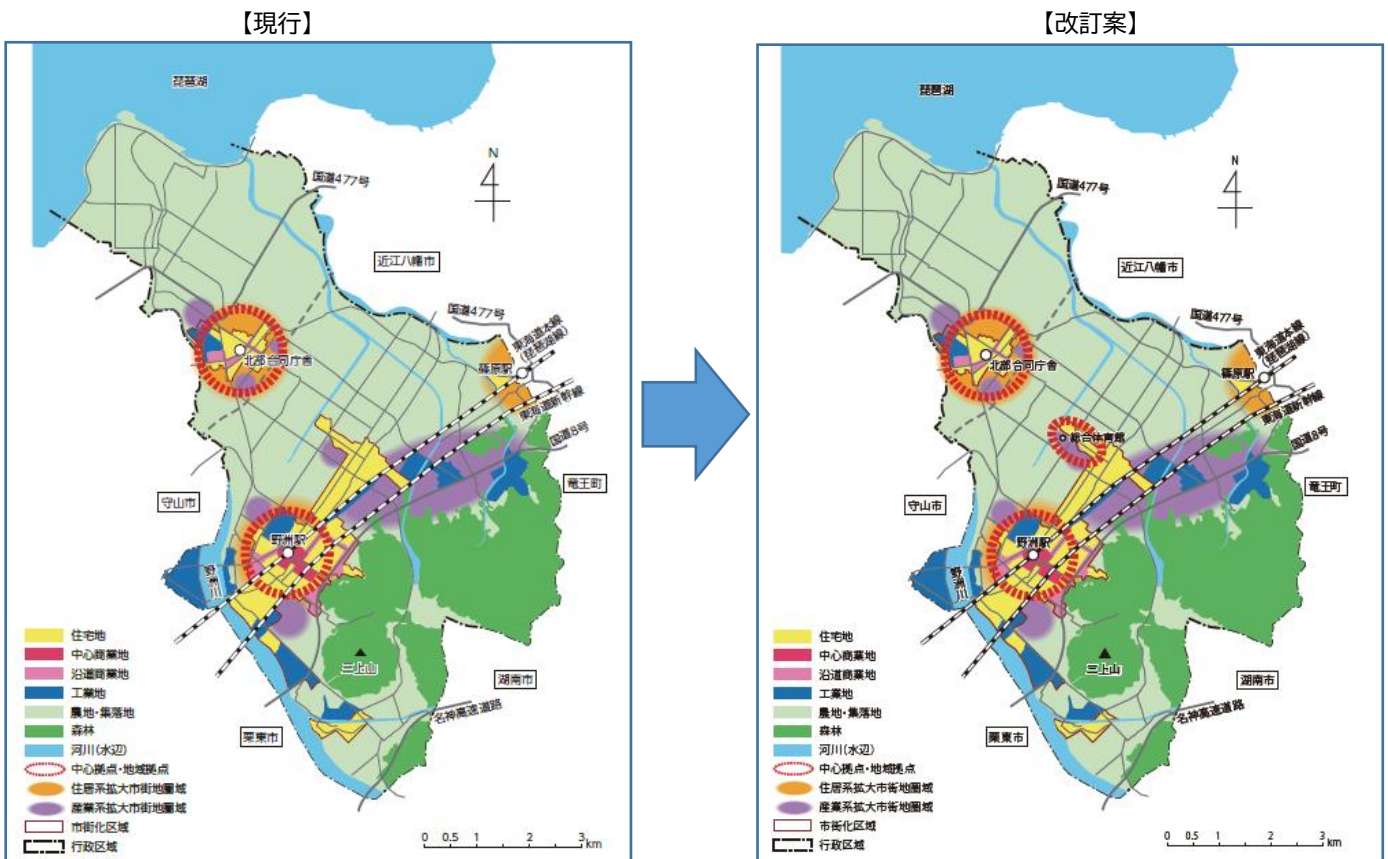 【現行】
琵琶湖
N
国道477号
近江八幡市
国道477号
東海道本線
(琵琶湖線)
北部合同庁舎
篠原駅
東海道新幹線
国道8号
竜王町
守山市
野洲駅
野洲川
三上山
湖南市
名神高速道路
栗東市
住宅地
中心商業地
沿道商業地
工業地
農地・集落地
森林
河川(水辺)
中心拠点・地域拠点
住居系拡大市街地圏域
産業系拡大市街地圏域
市街化区域
行政区域
0 0.5 1 2 3 km
【改訂案】
琵琶湖
N
国道477号
近江八幡市
国道477号
東海道本線
(琵琶湖線)
北部合同庁舎
篠原駅
東海道新幹線
総合体育館
国道8号
竜王町
守山市
野洲駅
野洲川
三上山
湖南市
名神高速道路
栗東市
住宅地
中心商業地
沿道商業地
工業地
農地・集落地
森林
河川(水辺)
中心拠点・地域拠点
住居系拡大市街地圏域
産業系拡大市街地圏域
市街化区域
行政区域
0 0.5 1 2 3 km